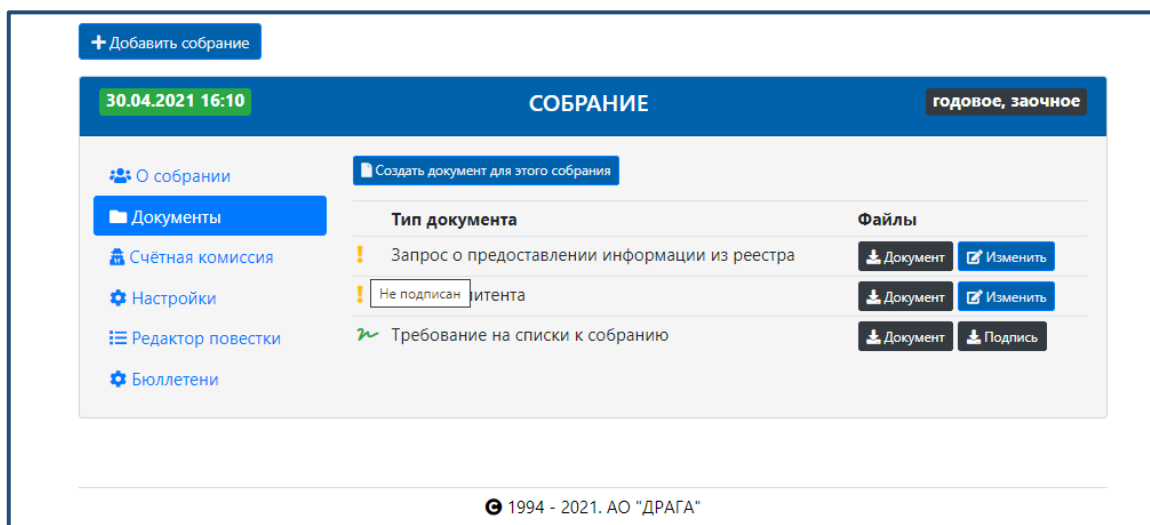 Добавить собрание
30.04.2021 16:10 СОБРАНИЕ годовое, заочное
О собрании
Создать документ для этого собрания
Документы
Тип документа Файлы
Счётная комиссия
Запрос о предоставлении информации из реестра Документ Изменить
Настройки
Не подписан итента Документ Изменить
Редактор повестки
Требование на списки к собранию Документ Подпись
Бюллетени
1994 - 2021. АО "ДРАГА"